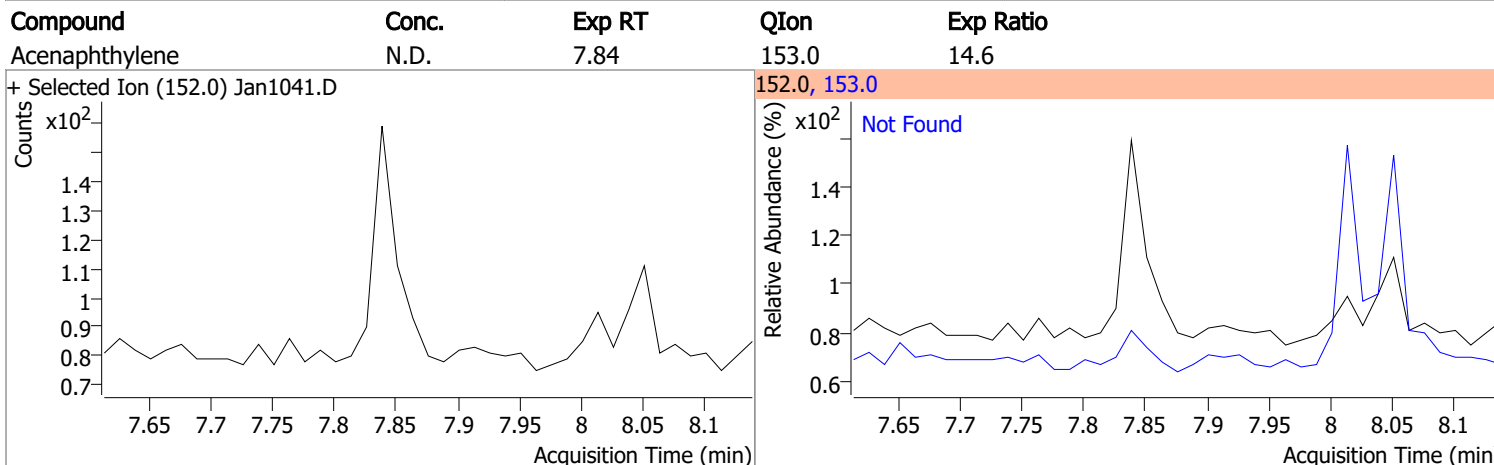 Compound Conc. Exp RT QIon Exp Ratio
Acenaphthylene N.D. 7.84 153.0 14.6
+ Selected Ion (152.0) Jan1041.D
Counts
x10²
1.4
1.3
1.2
1.1
1
0.9
0.8
0.7
7.65 7.7 7.75 7.8 7.85 7.9 7.95 8 8.05 8.1
Acquisition Time (min)
152.0, 153.0
Relative Abundance (%)
x10²
Not Found
1.4
1.2
1
0.8
0.6
7.65 7.7 7.75 7.8 7.85 7.9 7.95 8 8.05 8.1
Acquisition Time (min